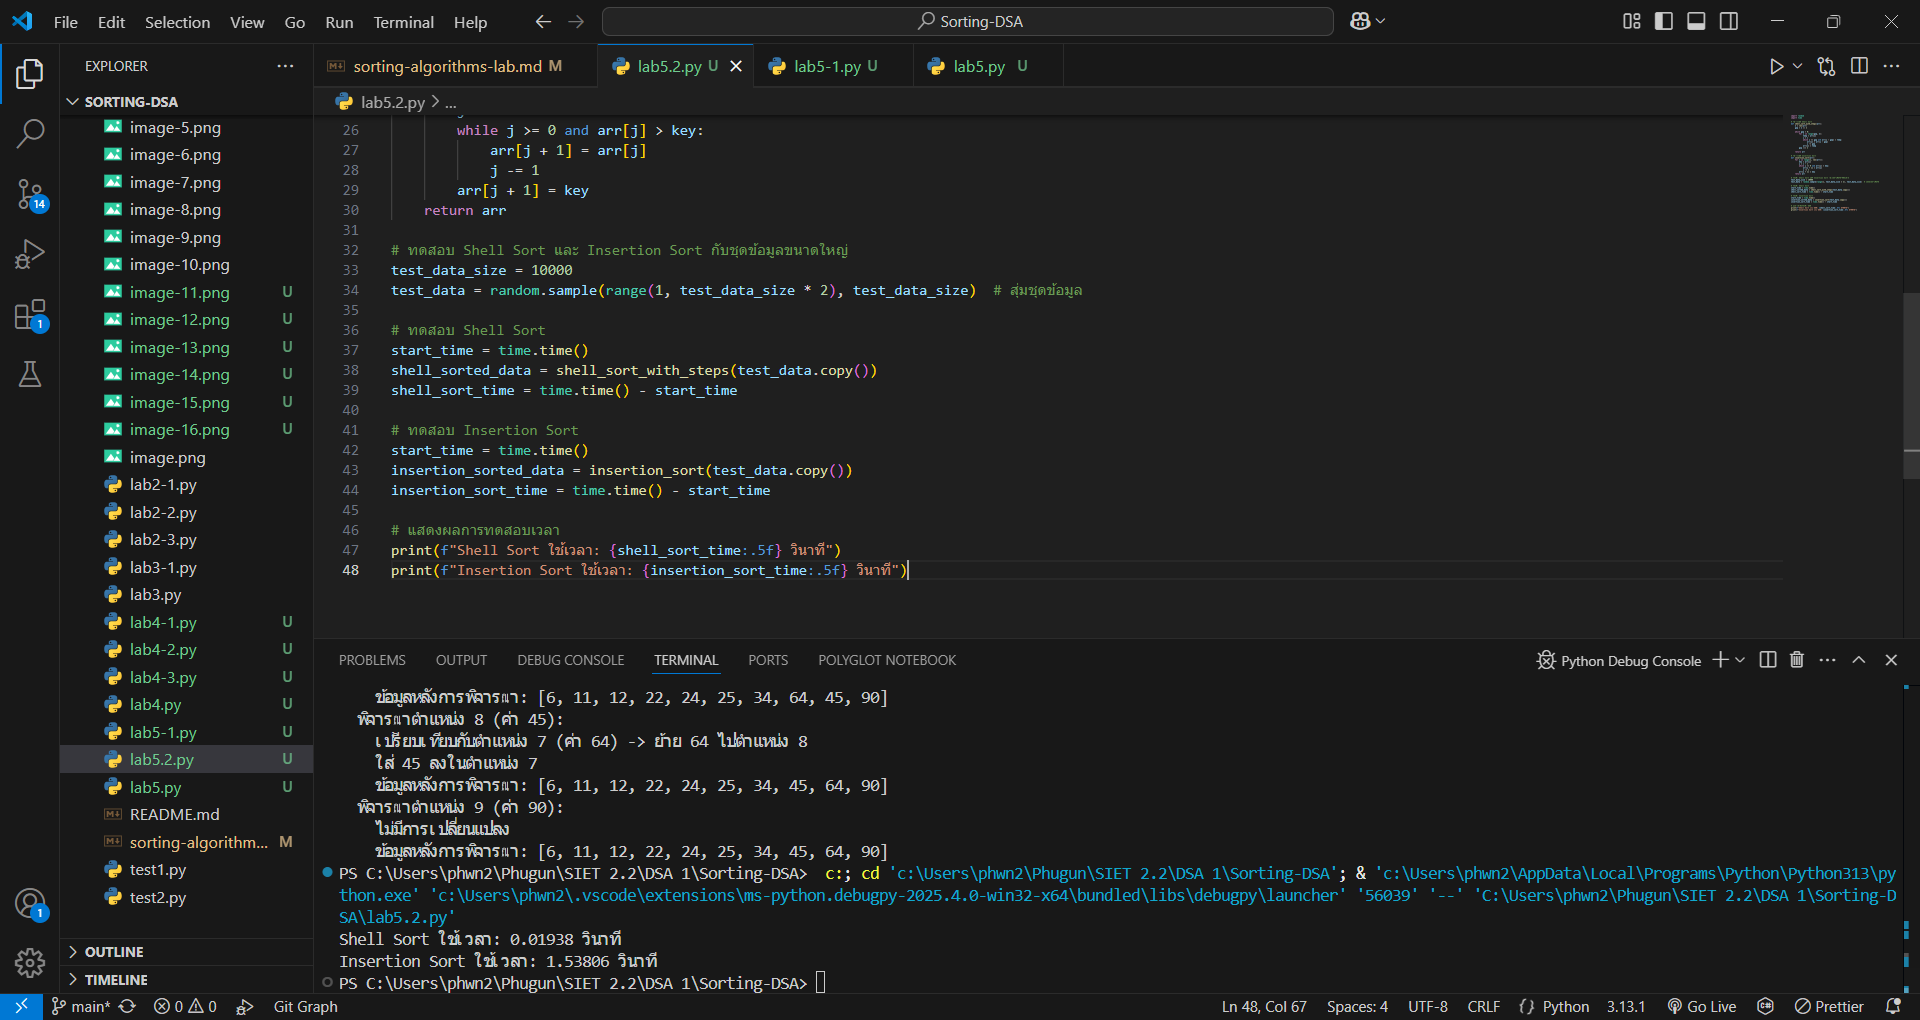 File Edit Selection View Go Run Terminal Help
Sorting-DSA
EXPLORER
SORTING-DSA
image-5.png
image-6.png
image-7.png
image-8.png
image-9.png
image-10.png
image-11.png U
image-12.png U
image-13.png U
image-14.png U
image-15.png U
image-16.png U
image.png
lab2-1.py
lab2-2.py
lab2-3.py
lab3-1.py
lab3.py
lab4-1.py U
lab4-2.py U
lab4-3.py U
lab4.py U
lab5-1.py U
lab5.2.py U
lab5.py U
README.md
sorting-algorithm... M
test1.py
test2.py
OUTLINE
TIMELINE
14
1
1
sorting-algorithms-lab.md M
lab5.2.py U
lab5-1.py U
lab5.py U
lab5.2.py > ...
26 while j >= 0 and arr[j] > key:
27 arr[j + 1] = arr[j]
28 j -= 1
29 arr[j + 1] = key
30 return arr
31
32 # ทดสอบ Shell Sort และ Insertion Sort กับชุดข้อมูลขนาดใหญ่
33 test_data_size = 10000
34 test_data = random.sample(range(1, test_data_size * 2), test_data_size)  # สุ่มชุดข้อมูล
35
36 # ทดสอบ Shell Sort
37 start_time = time.time()
38 shell_sorted_data = shell_sort_with_steps(test_data.copy())
39 shell_sort_time = time.time() - start_time
40
41 # ทดสอบ Insertion Sort
42 start_time = time.time()
43 insertion_sorted_data = insertion_sort(test_data.copy())
44 insertion_sort_time = time.time() - start_time
45
46 # แสดงผลการทดสอบเวลา
47 print(f"Shell Sort ใช้เวลา: {shell_sort_time:.5f} วินาที")
48 print(f"Insertion Sort ใช้เวลา: {insertion_sort_time:.5f} วินาที")
PROBLEMS OUTPUT DEBUG CONSOLE TERMINAL PORTS POLYGLOT NOTEBOOK
Python Debug Console
ข้อมูลหลังการพิจารณา: [6, 11, 12, 22, 24, 25, 34, 64, 45, 90]
พิจารณาตำแหน่ง 8 (ค่า 45):
เปรียบเทียบกับตำแหน่ง 7 (ค่า 64) -> ย้าย 64 ไปตำแหน่ง 8
ใส่ 45 ลงในตำแหน่ง 7
ข้อมูลหลังการพิจารณา: [6, 11, 12, 22, 24, 25, 34, 45, 64, 90]
พิจารณาตำแหน่ง 9 (ค่า 90):
ไม่มีการเปลี่ยนแปลง
ข้อมูลหลังการพิจารณา: [6, 11, 12, 22, 24, 25, 34, 45, 64, 90]
PS C:\Users\phwn2\Phugun\SIET 2.2\DSA 1\Sorting-DSA>  c:; cd 'c:\Users\phwn2\Phugun\SIET 2.2\DSA 1\Sorting-DSA'; & 'c:\Users\phwn2\AppData\Local\Programs\Python\Python313\py
thon.exe' 'c:\Users\phwn2\.vscode\extensions\ms-python.debugpy-2025.4.0-win32-x64\bundled\libs\debugpy\launcher' '56039' '--' 'C:\Users\phwn2\Phugun\SIET 2.2\DSA 1\Sorting-D
SA\lab5.2.py'
Shell Sort ใช้เวลา: 0.01938 วินาที
Insertion Sort ใช้เวลา: 1.53806 วินาที
PS C:\Users\phwn2\Phugun\SIET 2.2\DSA 1\Sorting-DSA>
main* 0 0 Git Graph
Ln 48, Col 67 Spaces: 4 UTF-8 CRLF {} Python 3.13.1 Go Live Prettier